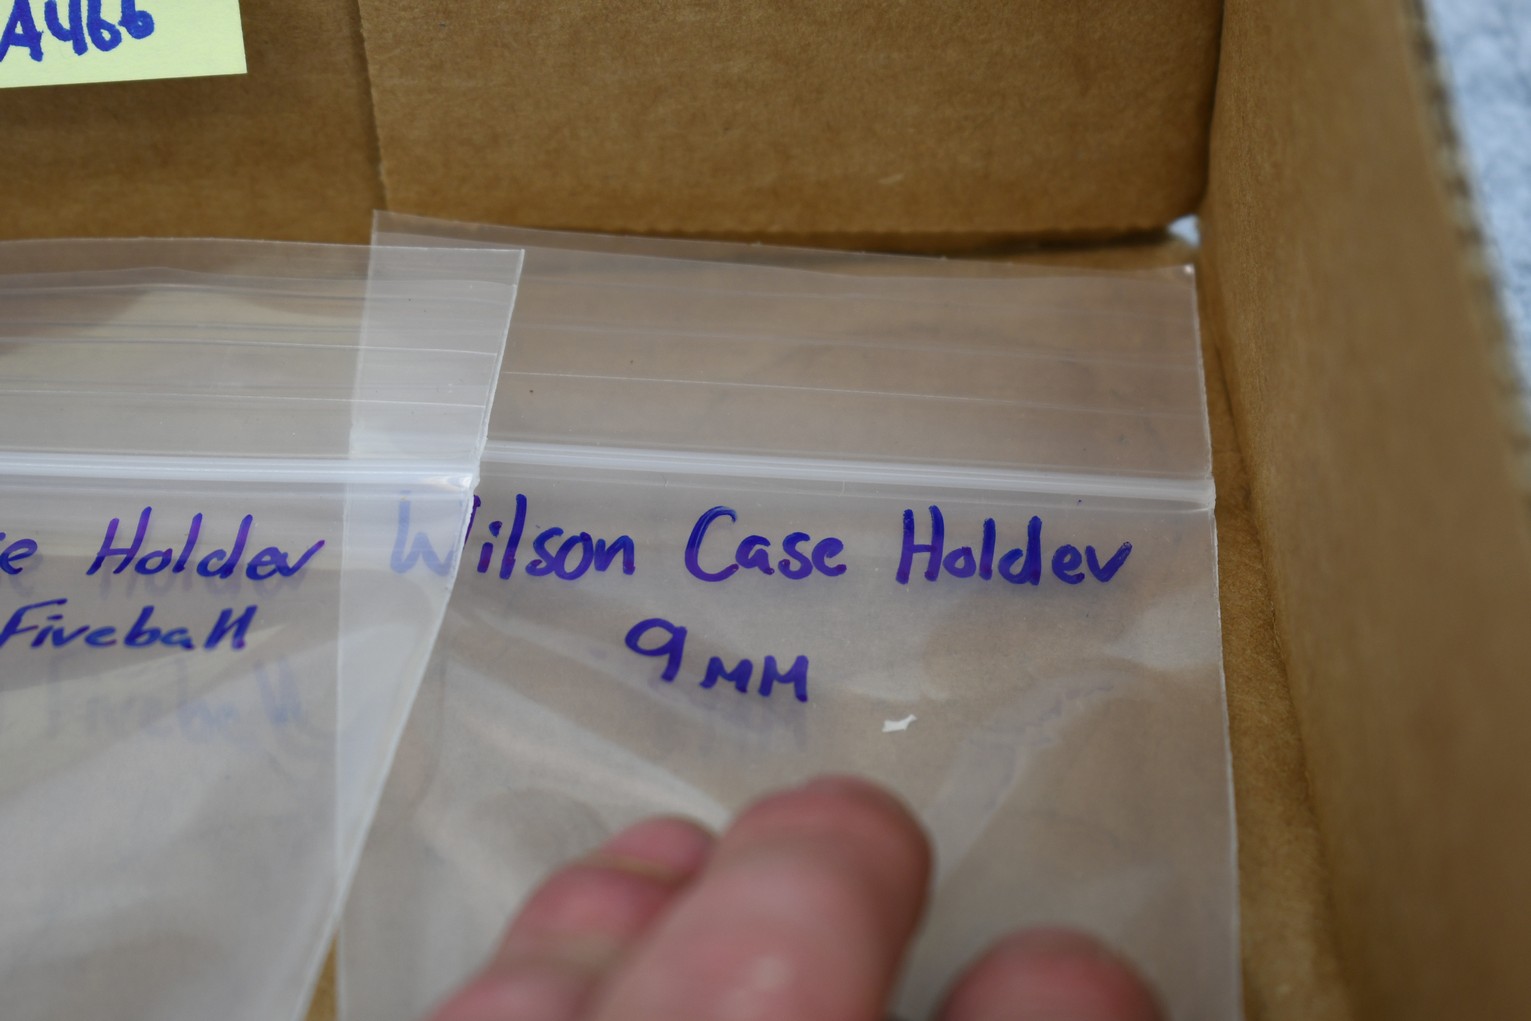 A466
e Holder
Fireball
Wilson Case Holder
9mm